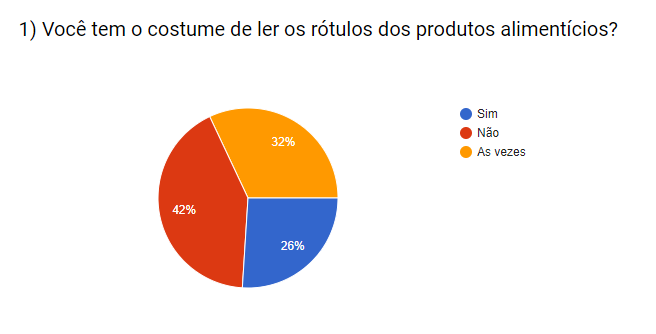 1) Você tem o costume de ler os rótulos dos produtos alimentícios?
Sim
Não
As vezes
32%
42%
26%